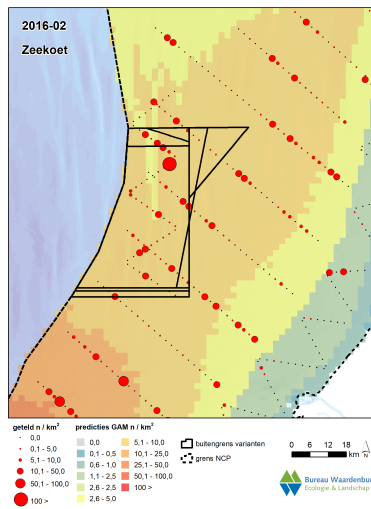 2016-02
Zeekoet
geteld n / km²
0,0
0,1 - 5,0
5,1 - 10,0
10,1 - 50,0
50,1 - 100,0
100 >
predicties GAM n / km²
0,0
0,1 - 0,5
0,6 - 1,0
1,1 - 2,5
2,6 - 2,5
2,6 - 5,0
5,1 - 10,0
10,1 - 25,0
25,1 - 50,0
50,1 - 100,0
100 >
buitengrens varianten
grens NCP
0 6 12 18
km
Bureau Waardenburg
Ecologie & Landschap